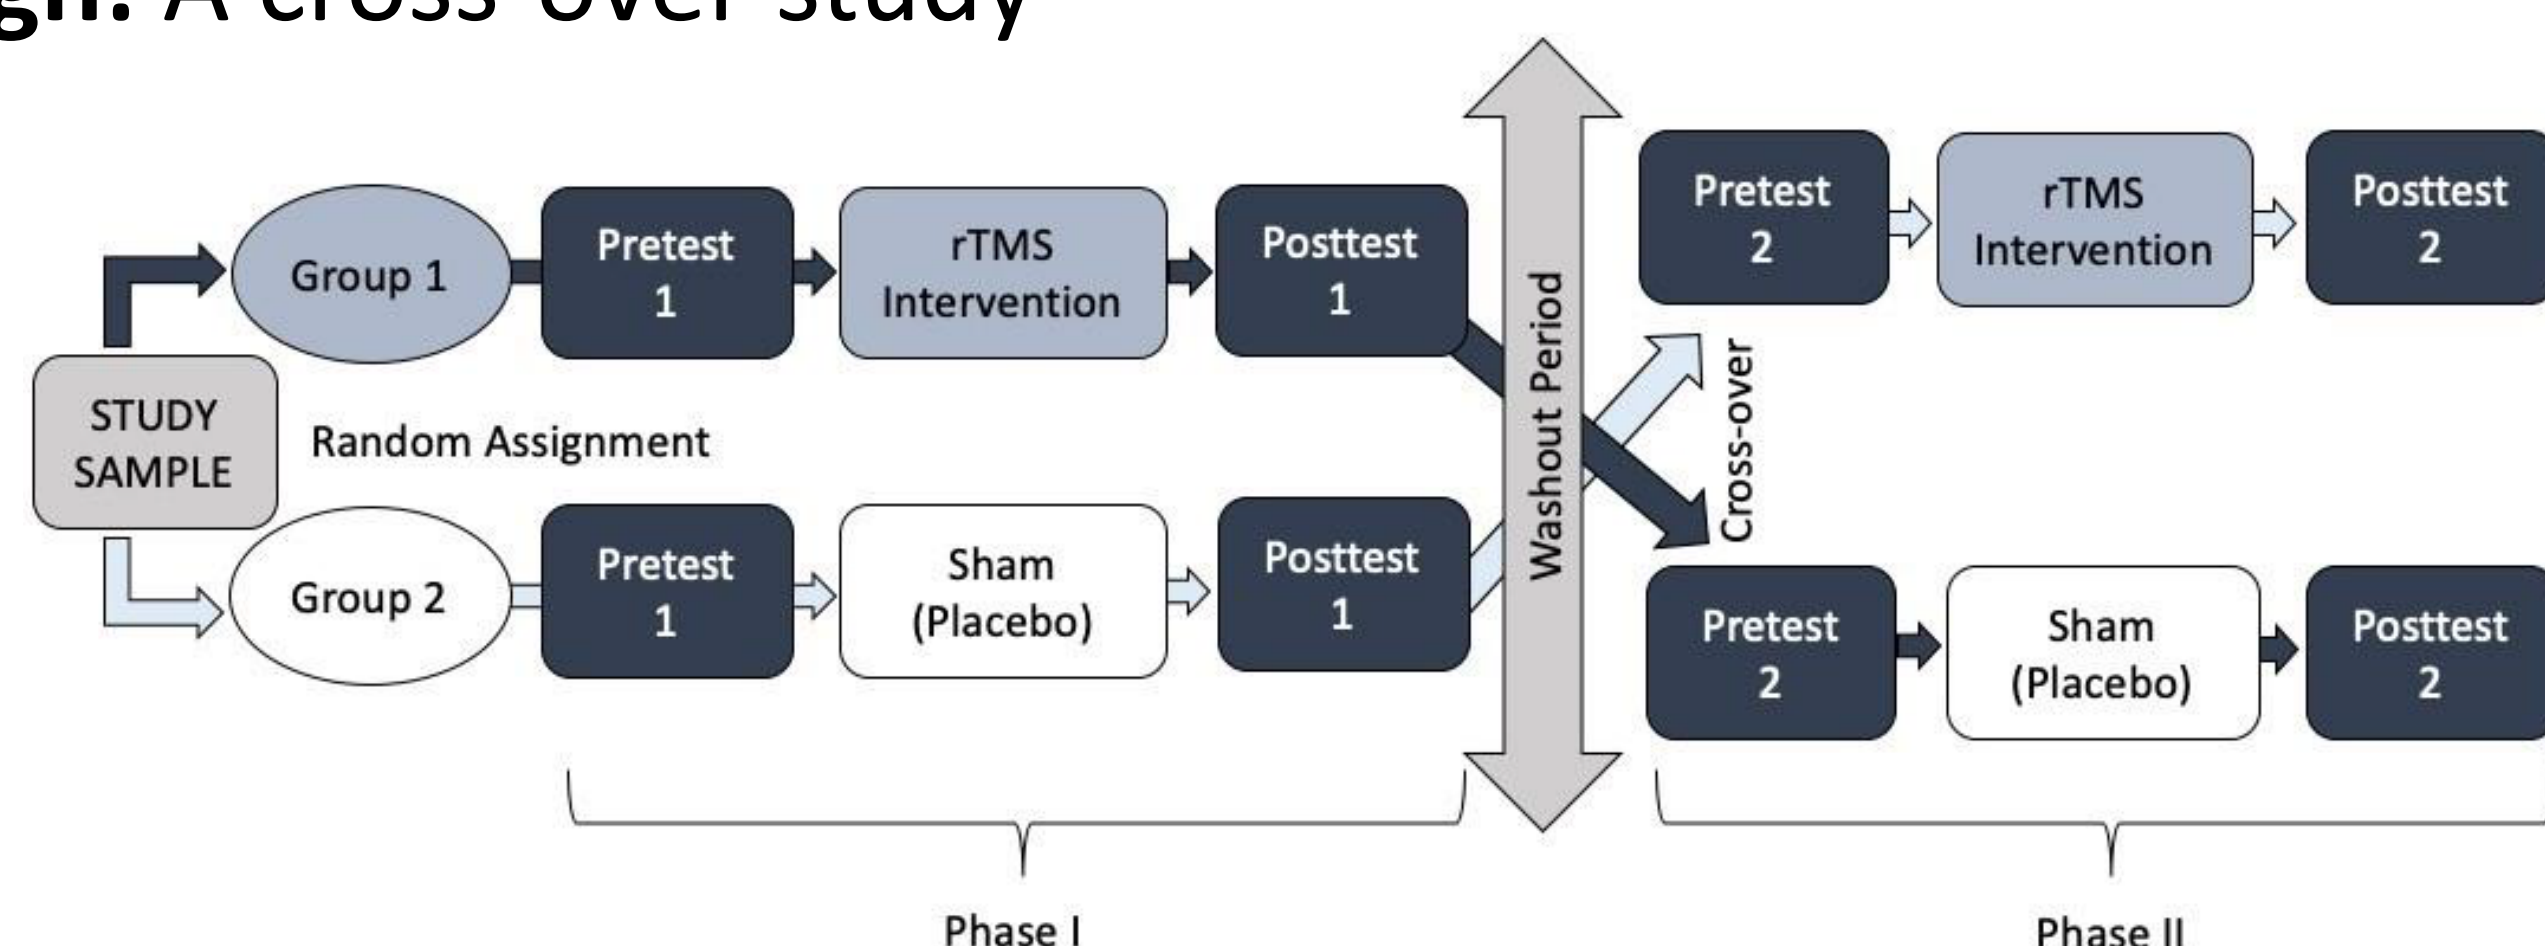 gn: A cross-over study
Group 1
Pretest
1
rTMS
Intervention
Posttest
1
STUDY
SAMPLE
Random Assignment
Group 2
Pretest
1
Sham
(Placebo)
Posttest
1
Washout Period
Cross-over
Pretest
2
rTMS
Intervention
Posttest
2
Pretest
2
Sham
(Placebo)
Posttest
2
Phase I
Phase II